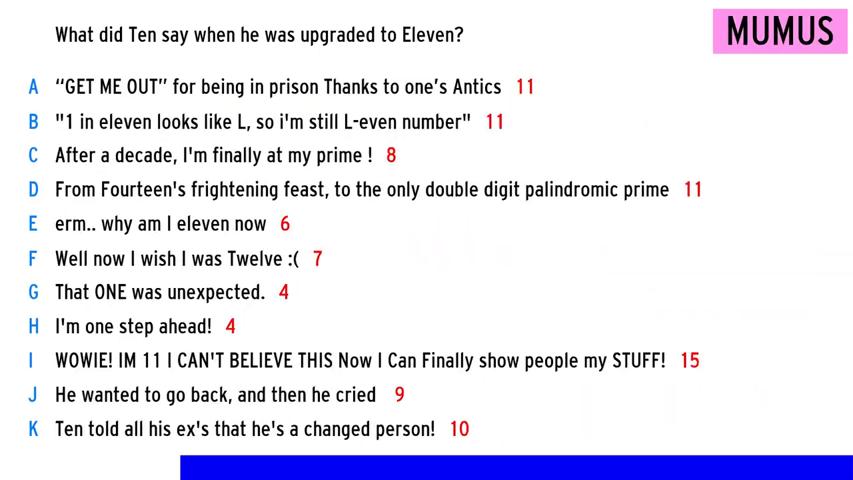 What did Ten say when he was upgraded to Eleven?
MUMUS
A “GET ME OUT” for being in prison Thanks to one’s Antics 11
B "1 in eleven looks like L, so i'm still L-even number" 11
C After a decade, I'm finally at my prime ! 8
D From Fourteen's frightening feast, to the only double digit palindromic prime 11
E erm.. why am I eleven now 6
F Well now I wish I was Twelve :( 7
G That ONE was unexpected. 4
H I'm one step ahead! 4
I WOWIE! IM 11 I CAN'T BELIEVE THIS Now I Can Finally show people my STUFF! 15
J He wanted to go back, and then he cried 9
K Ten told all his ex's that he's a changed person! 10